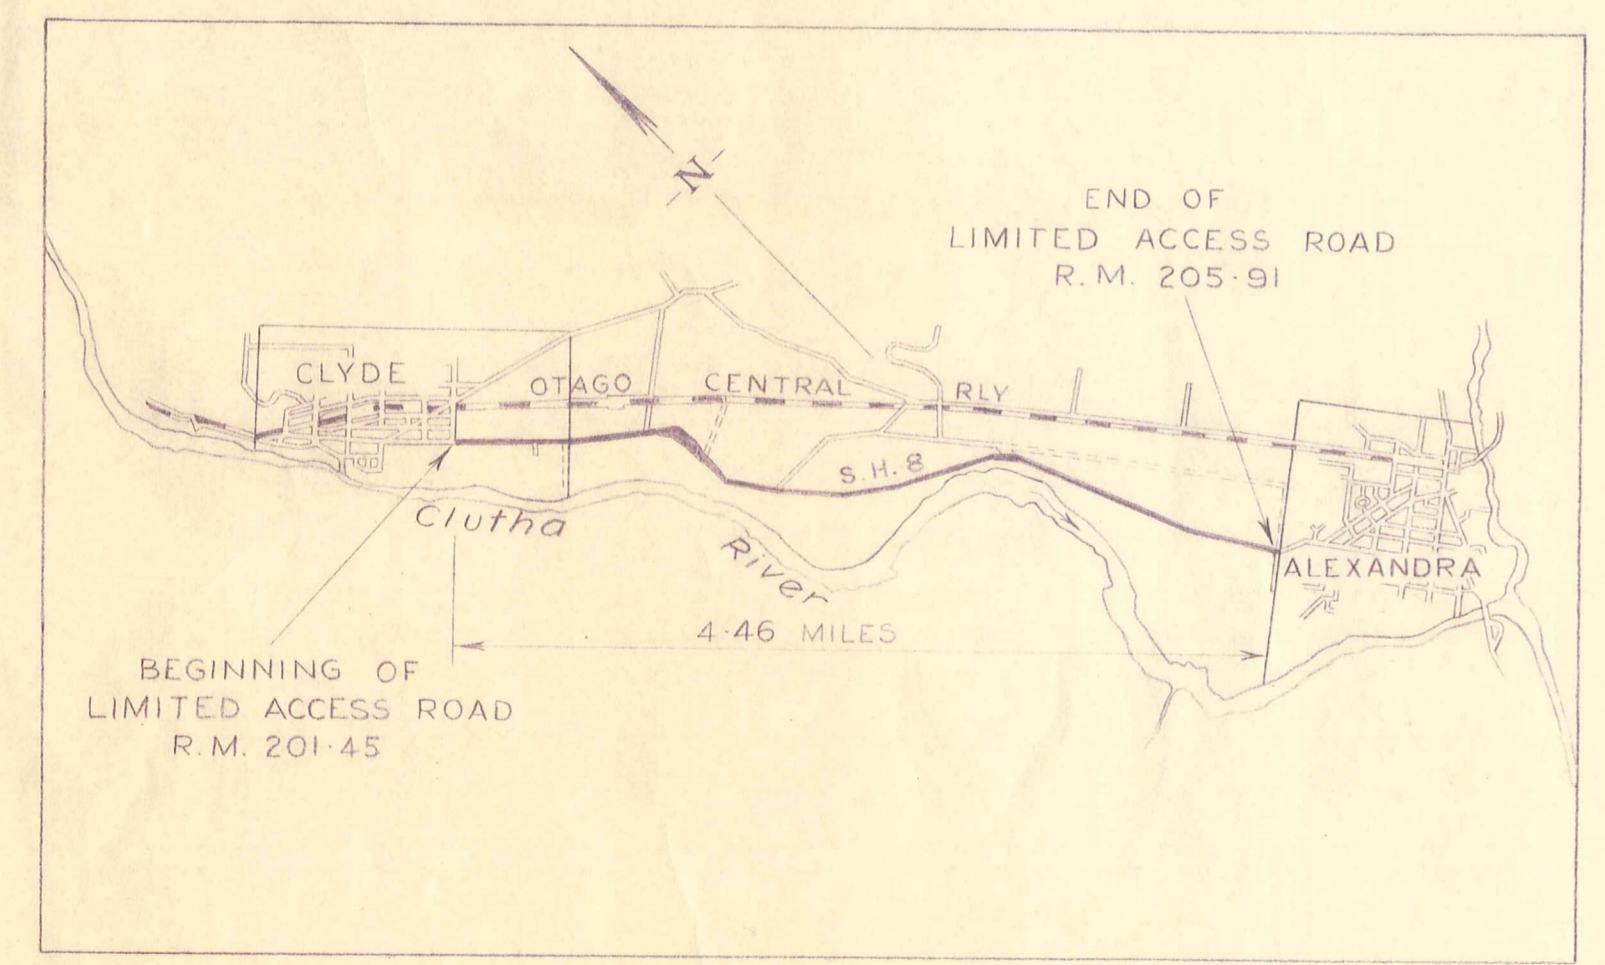 N
END OF
LIMITED ACCESS ROAD
R.M. 205·91
CLYDE
OTAGO CENTRAL RLY
S.H. 8
Clutha
River
ALEXANDRA
4·46 MILES
BEGINNING OF
LIMITED ACCESS ROAD
R.M. 201·45